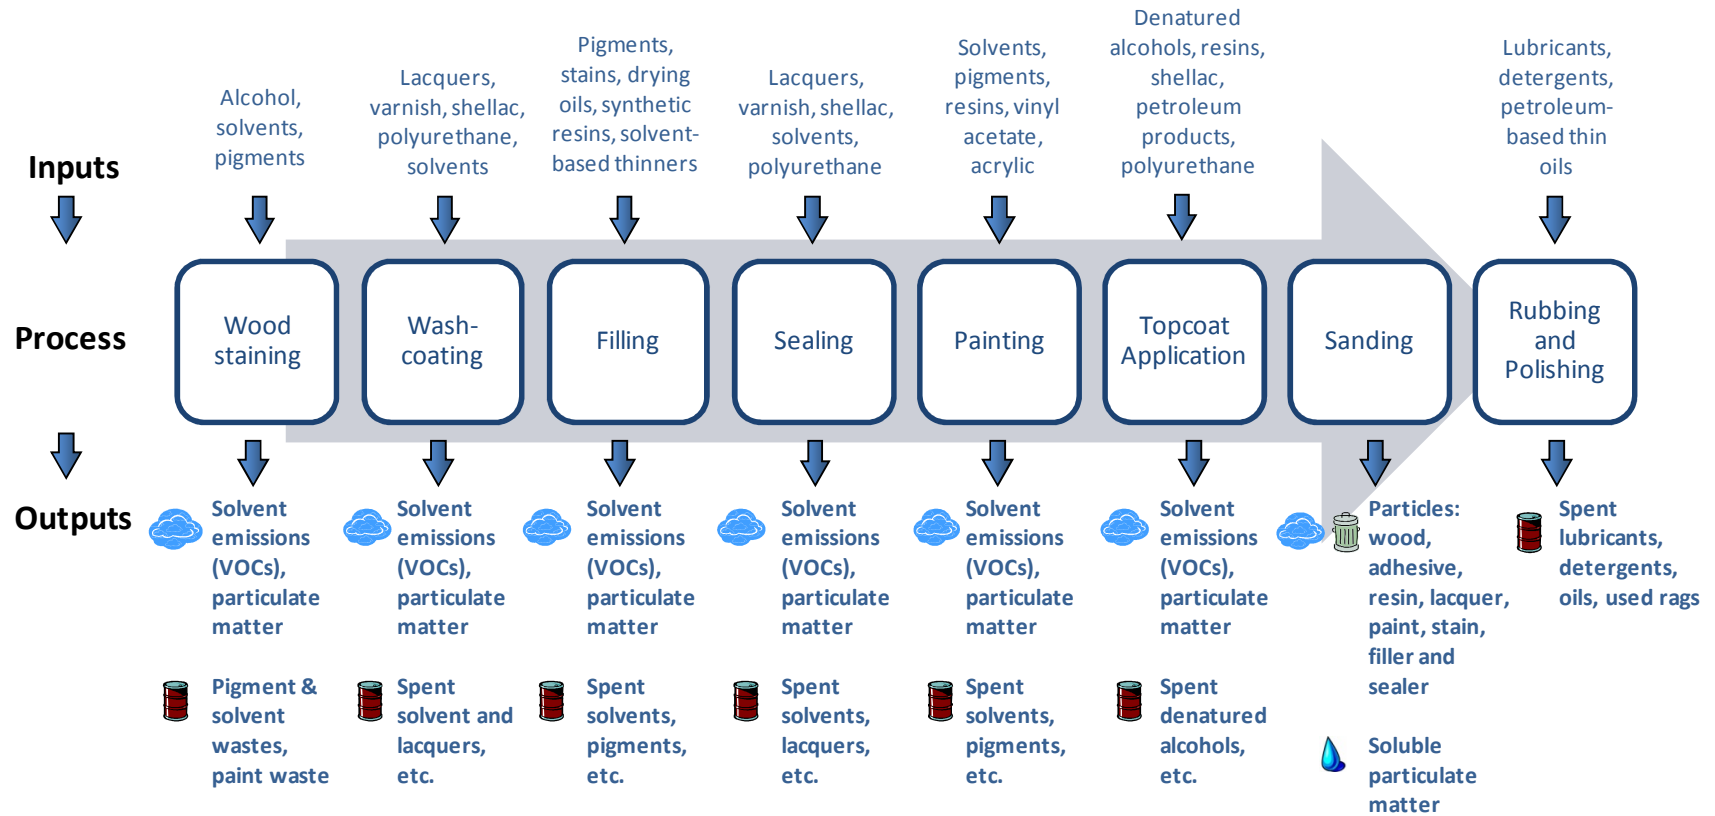 Inputs
Alcohol,
solvents,
pigments
Lacquers,
varnish, shellac,
polyurethane,
solvents
Pigments,
stains, drying
oils, synthetic
resins, solvent-
based thinners
Lacquers,
varnish, shellac,
solvents,
polyurethane
Solvents,
pigments,
resins, vinyl
acetate,
acrylic
Denatured
alcohols, resins,
shellac,
petroleum
products,
polyurethane
Lubricants,
detergents,
petroleum-
based thin
oils
Process
Wood
staining
Wash-
coating
Filling
Sealing
Painting
Topcoat
Application
Sanding
Rubbing
and
Polishing
Outputs
Solvent
emissions
(VOCs),
particulate
matter
Pigment &
solvent
wastes,
paint waste
Solvent
emissions
(VOCs),
particulate
matter
Spent
solvent and
lacquers,
etc.
Solvent
emissions
(VOCs),
particulate
matter
Spent
solvents,
pigments,
etc.
Solvent
emissions
(VOCs),
particulate
matter
Spent
solvents,
lacquers,
etc.
Solvent
emissions
(VOCs),
particulate
matter
Spent
solvents,
pigments,
etc.
Solvent
emissions
(VOCs),
particulate
matter
Spent
denatured
alcohols,
etc.
Particles:
wood,
adhesive,
resin, lacquer,
paint, stain,
filler and
sealer
Soluble
particulate
matter
Spent
lubricants,
detergents,
oils, used rags